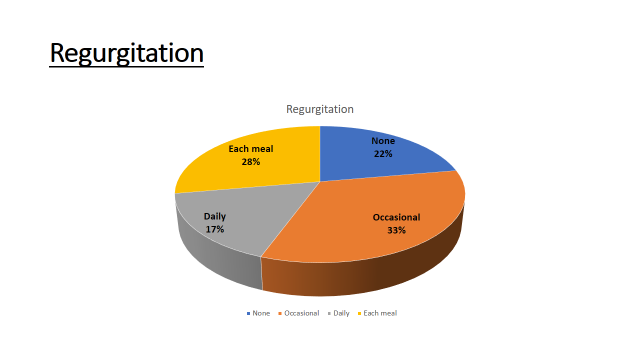 Regurgitation
Regurgitation
None
22%
Each meal
28%
Daily
17%
Occasional
33%
None Occasional Daily Each meal